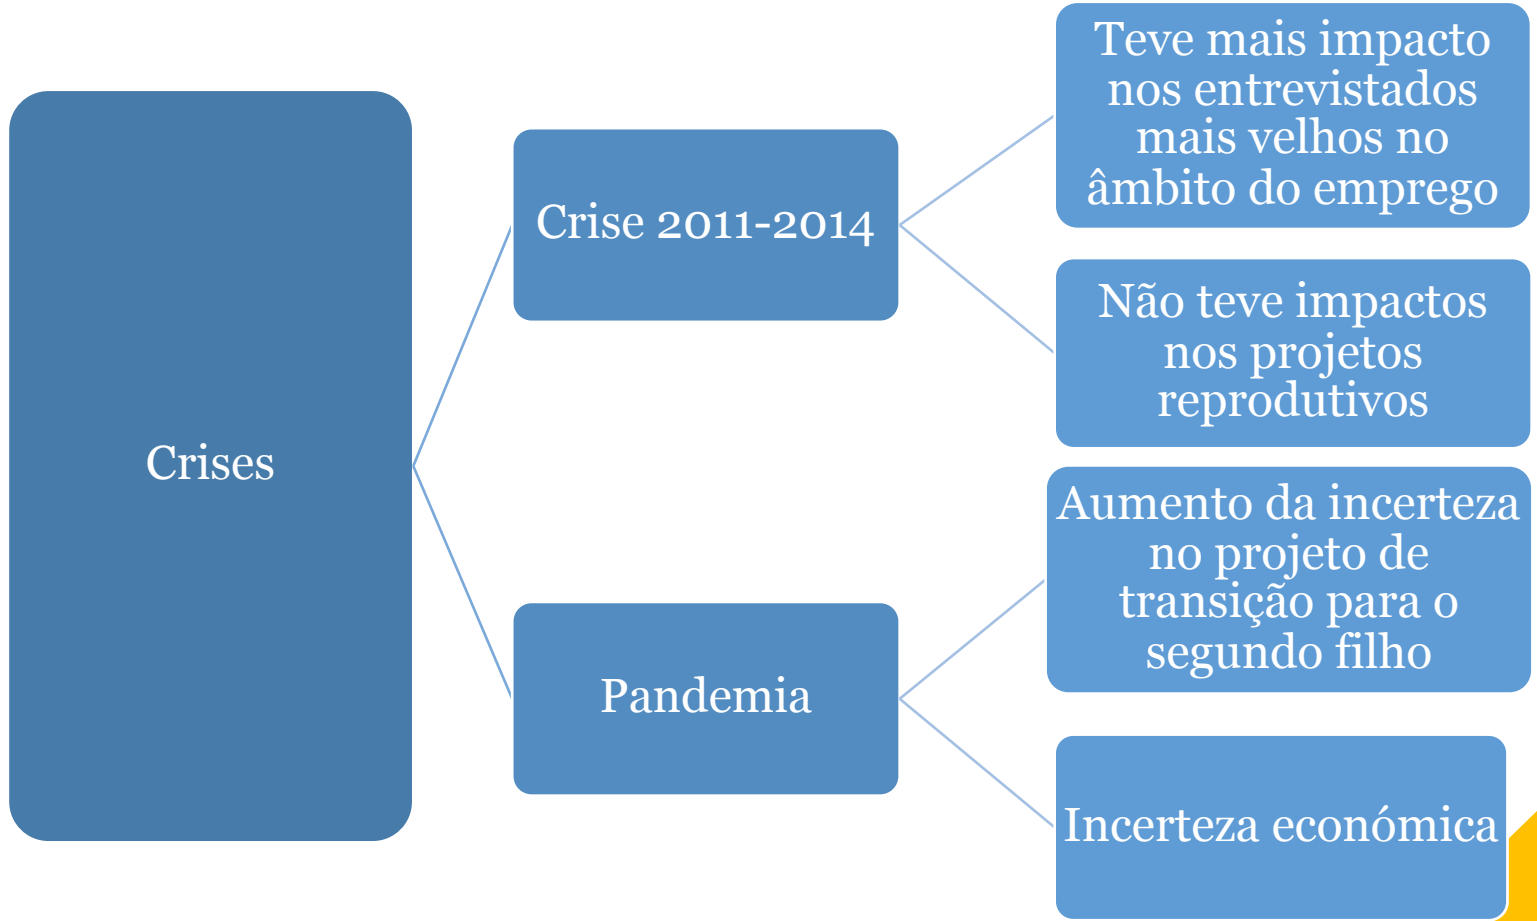 Crises
Crise 2011-2014
Teve mais impacto
nos entrevistados
mais velhos no
âmbito do emprego
Não teve impactos
nos projetos
reprodutivos
Pandemia
Aumento da incerteza
no projeto de
transição para o
segundo filho
Incerteza económica